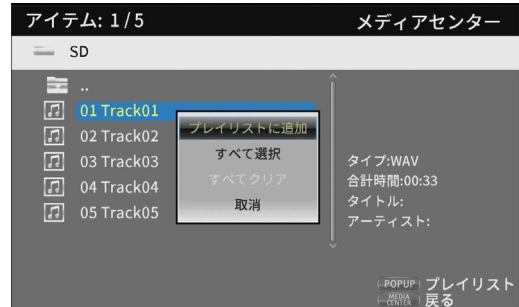 アイテム: 1/5 メディアセンター
SD
..
01 Track01
02 Track02
03 Track03
04 Track04
05 Track05
プレイリストに追加
すべて選択
すべてクリア
取消
タイプ:WAV
合計時間:00:33
タイトル:
アーティスト:
POPUP プレイリスト
MEDIA CENTER 戻る